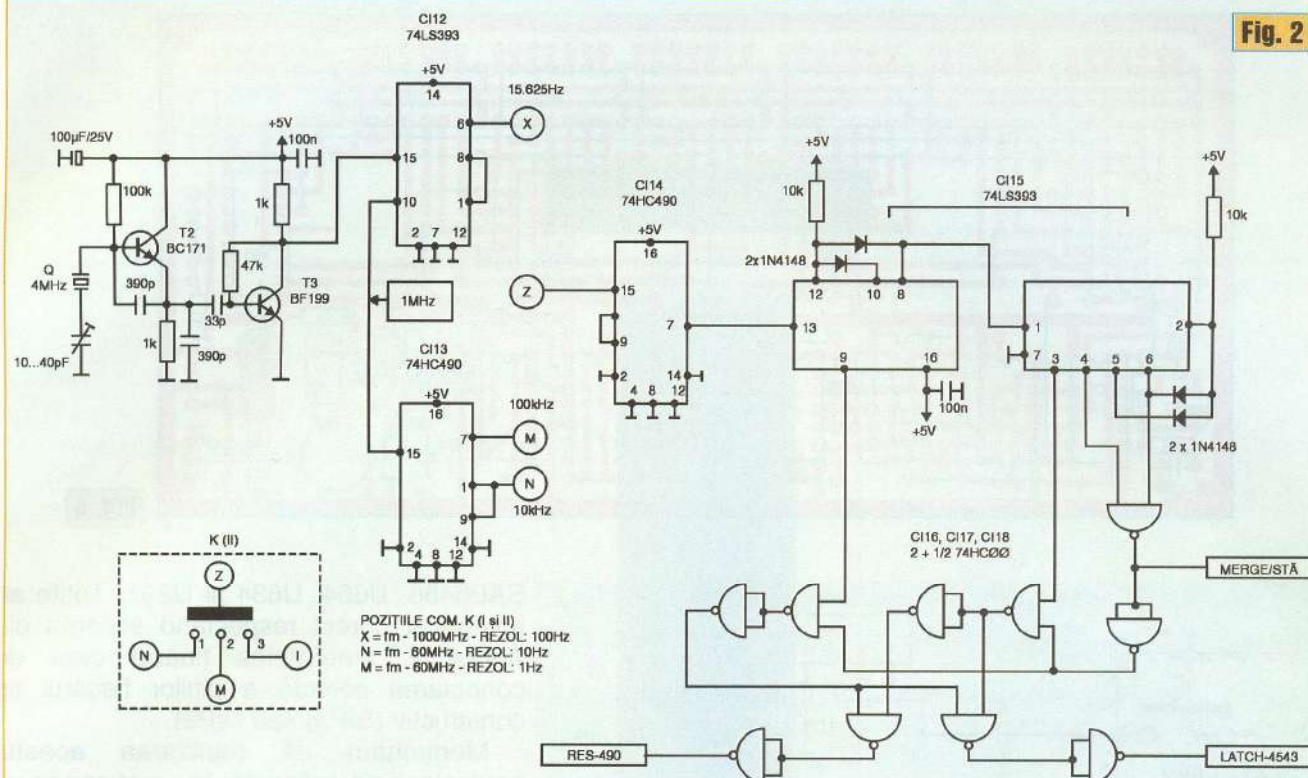 Fig. 2
CI12
74LS393
+5V
14
15.625Hz
6
X
15
8
10
1
2 7 12
100µF/25V
+5V
100n
100k
1k
T2
BC171
Q
4MHz
390p
47k
T3
BF199
33p
10...40pF
1k
390p
1MHz
CI13
74HC490
+5V
16
100kHz
7
M
15
1
N
9
10kHz
2
14
4 8 12
CI14
74HC490
+5V
16
Z
15
9
7
2
14
4 8 12
+5V
10k
2x1N4148
12
10
8
13
9
16
100n
+5V
CI15
74LS393
+5V
10k
1
2
7
3
4
5
6
2 x 1N4148
CI16, CI17, CI18
2 + 1/2 74HCØØ
MERGE/STĂ
K (II)
Z
1
2
3
N
I
M
POZIȚIILE COM. K (I și II)
X = fm - 1000MHz - REZOL: 100Hz
N = fm - 60MHz - REZOL: 10Hz
M = fm - 60MHz - REZOL: 1Hz
RES-490
LATCH-4543